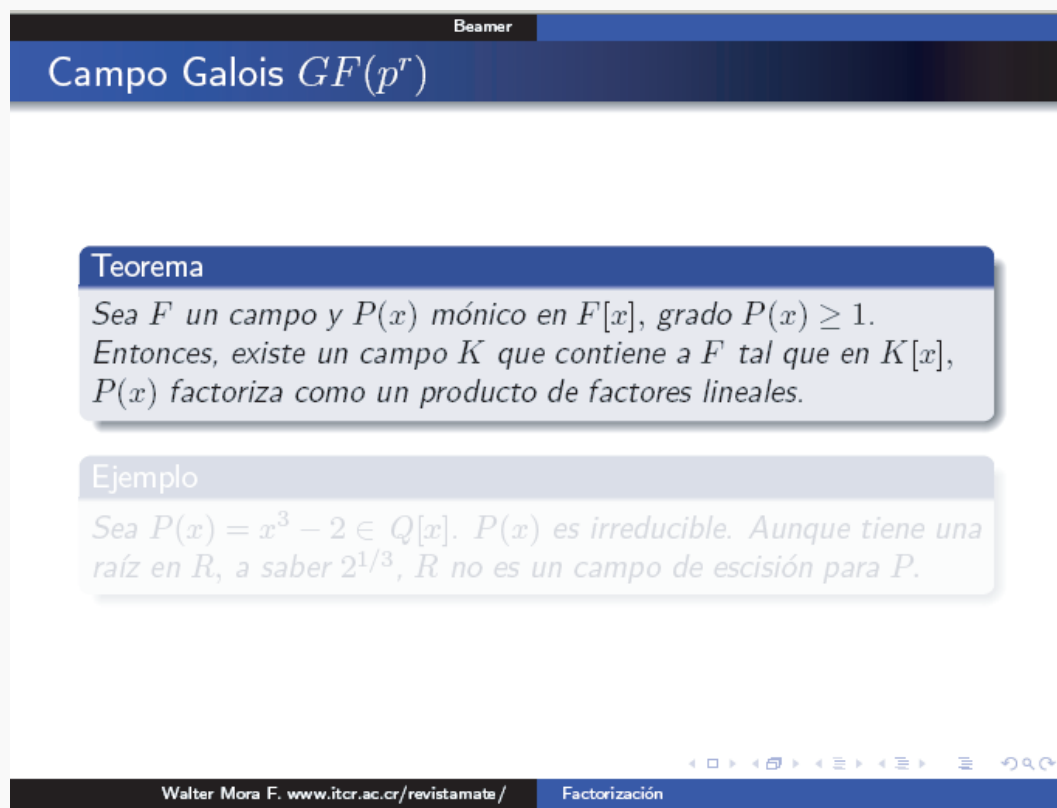 Beamer
Campo Galois $GF(p^r)$
Teorema
Sea $F$ un campo y $P(x)$ mónico en $F[x]$, grado $P(x) \geq 1$.
Entonces, existe un campo $K$ que contiene a $F$ tal que en $K[x]$,
$P(x)$ factoriza como un producto de factores lineales.
Ejemplo
Sea $P(x) = x^3 - 2 \in Q[x]$. $P(x)$ es irreducible. Aunque tiene una
raíz en $R$, a saber $2^{1/3}$, $R$ no es un campo de escisión para $P$.
Walter Mora F. www.itcr.ac.cr/revistamate/
Factorización